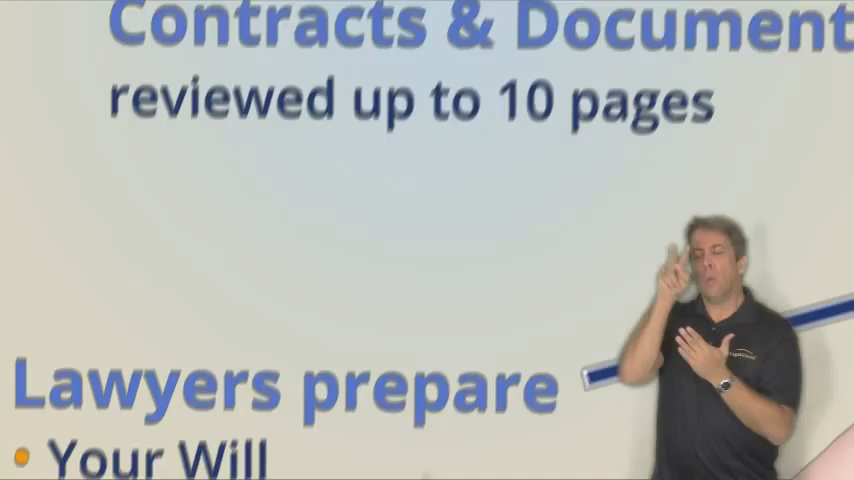 Contracts & Document
reviewed up to 10 pages
Lawyers prepare
• Your Will